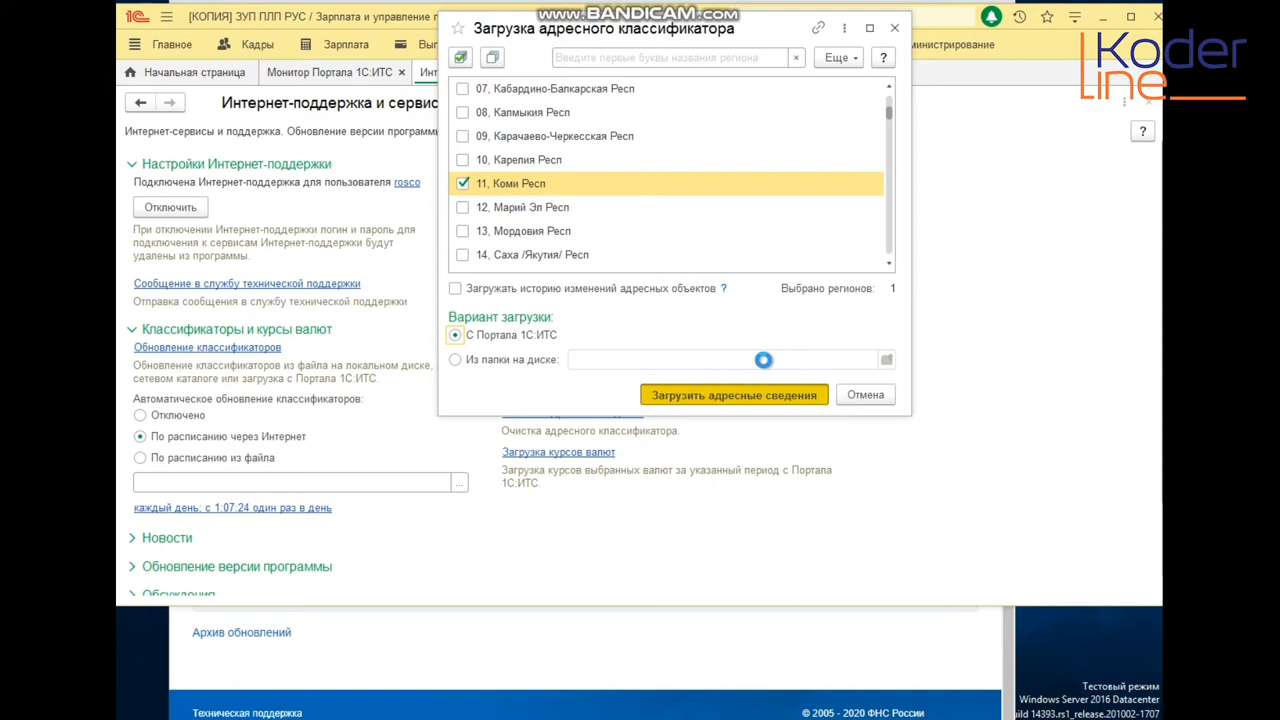 www.BANDICAM.com
[КОПИЯ] ЗУП ПЛП РУС / Зарплата и управление п
Загрузка адресного классификатора
Koder
line
Главное
Кадры
Зарплата
Вып
министрирование
Введите первые буквы названия региона
×
Еще
?
Начальная страница
Монитор Портала 1С:ИТС ×
Инт
07, Кабардино-Балкарская Респ
08, Калмыкия Респ
09, Карачаево-Черкесская Респ
10, Карелия Респ
11, Коми Респ
12, Марий Эл Респ
13, Мордовия Респ
14, Саха /Якутия/ Респ
Загружать историю изменений адресных объектов ?
Выбрано регионов: 1
Вариант загрузки:
С Портала 1С:ИТС
Из папки на диске:
Загрузить адресные сведения
Отмена
Интернет-поддержка и сервис
?
Интернет-сервисы и поддержка. Обновление версии программы
Настройки Интернет-поддержки
Подключена Интернет-поддержка для пользователя rosco
Отключить
При отключении Интернет-поддержки логин и пароль для
подключения к сервисам Интернет-поддержки будут
удалены из программы.
Сообщение в службу технической поддержки
Отправка сообщения в службу технической поддержки
Классификаторы и курсы валют
Обновление классификаторов
Обновление классификаторов из файла на локальном диске,
сетевом каталоге или загрузка с Портала 1С:ИТС.
Автоматическое обновление классификаторов:
Отключено
По расписанию через Интернет
По расписанию из файла
...
каждый день; с 1:07:24 один раз в день
Очистка адресного классификатора.
Загрузка курсов валют
Загрузка курсов выбранных валют за указанный период с Портала
1С:ИТС.
Новости
Обновление версии программы
Обсуждения
Архив обновлений
Техническая поддержка
© 2005 - 2020 ФНС России
Тестовый режим
Windows Server 2016 Datacenter
uild 14393.rs1_release.201002-1707